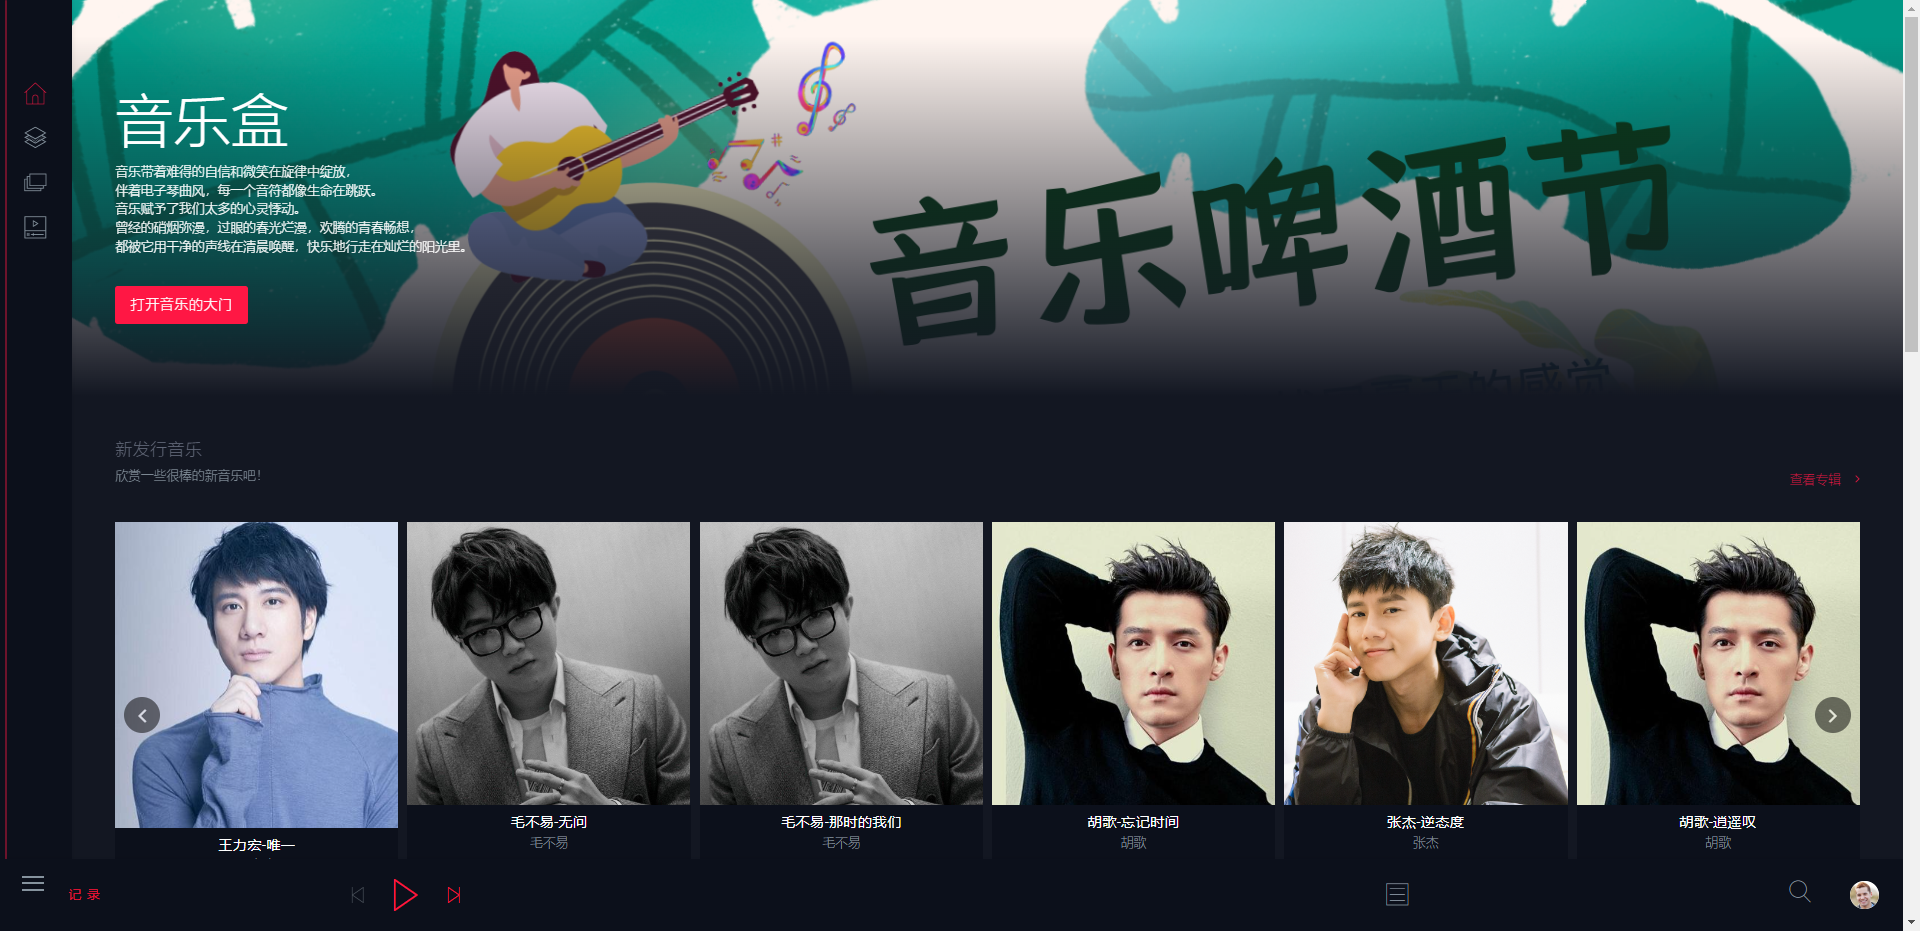 音乐盒
音乐带着难得的自信和微笑在旋律中绽放，
伴着电子琴曲风，每一个音符都像生命在跳跃。
音乐赋予了我们太多的心灵悸动。
曾经的硝烟弥漫，过眼的春光烂漫，欢腾的青春畅想，
都被它用干净的声线在清晨唤醒，快乐地行走在灿烂的阳光里。
打开音乐的大门
音乐啤酒节
的感觉
新发行音乐
欣赏一些很棒的新音乐吧！
查看专辑
王力宏-唯一
毛不易-无问
毛不易
毛不易-那时的我们
毛不易
胡歌-忘记时间
胡歌
张杰-逆态度
张杰
胡歌-逍遥叹
胡歌
记 录